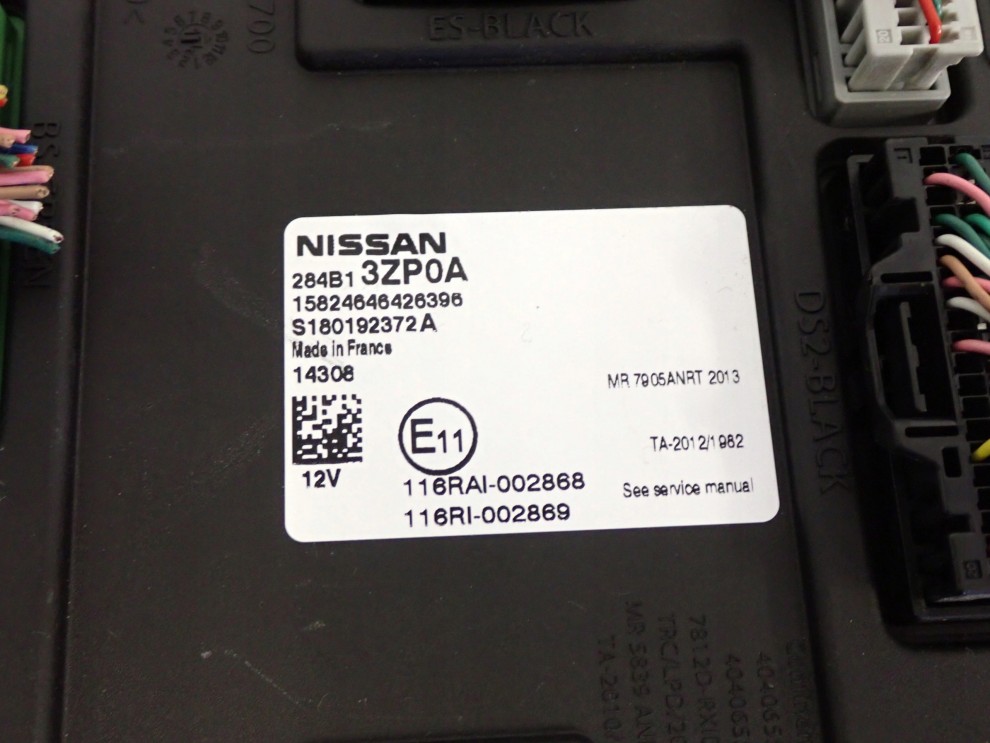 700
ES-BLACK
NISSAN
284B1 3ZP0A
15824646426396
S180192372A
Made in France
14308
MR 7905ANRT 2013
E11
TA-2012/1982
12V
116RAI-002868
See service manual
116RI-002869
DS2-BLACK